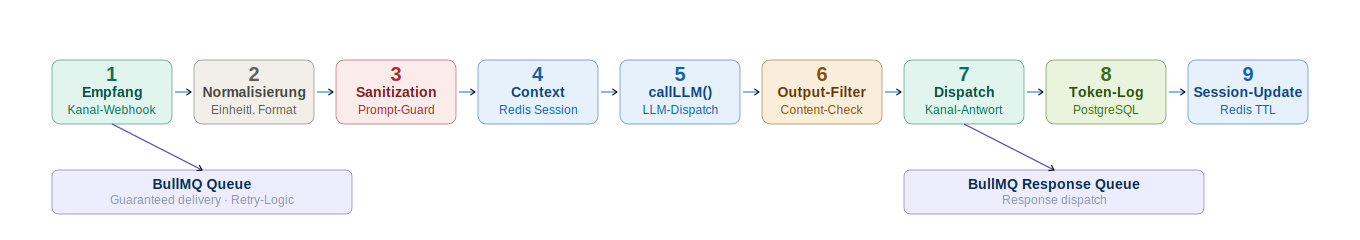 1
Empfang
Kanal-Webhook
2
Normalisierung
Einheitl. Format
3
Sanitization
Prompt-Guard
4
Context
Redis Session
5
callLLM()
LLM-Dispatch
6
Output-Filter
Content-Check
7
Dispatch
Kanal-Antwort
8
Token-Log
PostgreSQL
9
Session-Update
Redis TTL
BullMQ Queue
Guaranteed delivery · Retry-Logic
BullMQ Response Queue
Response dispatch